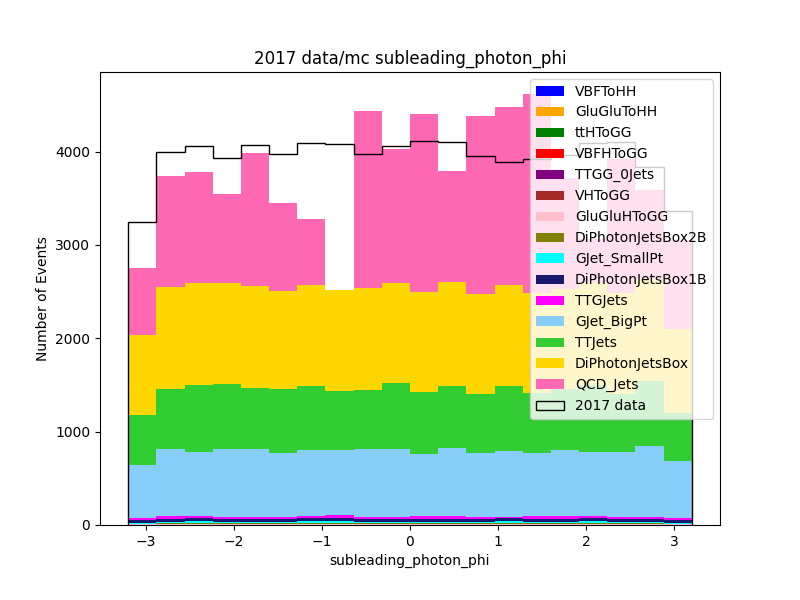 2017 data/mc subleading_photon_phi
Number of Events
4000
3000
2000
1000
0
−3
−2
−1
0
1
2
3
subleading_photon_phi
VBFToHH
GluGluToHH
ttHToGG
VBFHToGG
TTGG_0Jets
VHToGG
GluGluHToGG
DiPhotonJetsBox2B
GJet_SmallPt
DiPhotonJetsBox1B
TTGJets
GJet_BigPt
TTJets
DiPhotonJetsBox
QCD_Jets
2017 data